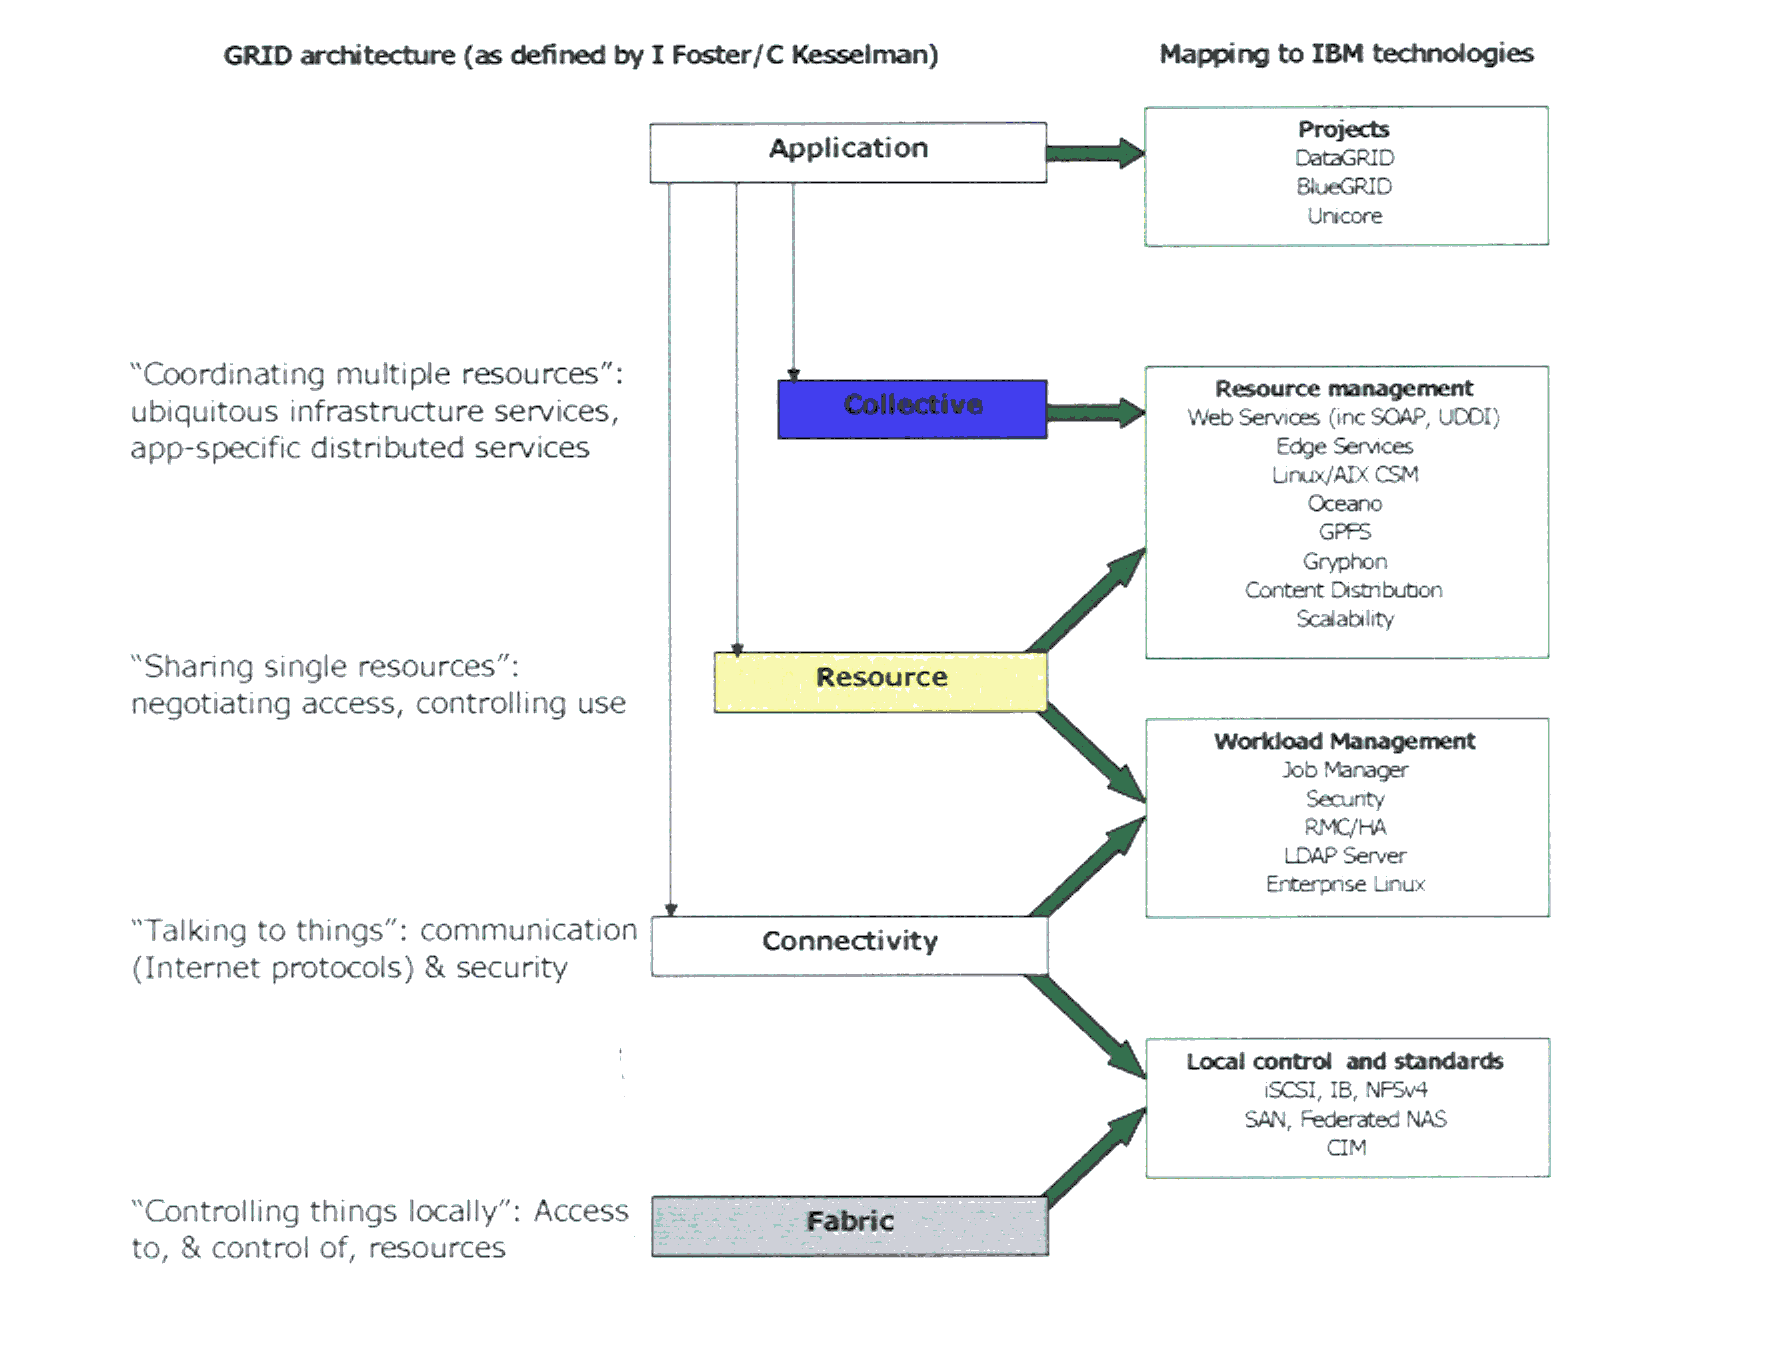 GRID architecture (as defined by I Foster/C Kesselman)
Mapping to IBM technologies
Application
Projects
DataGRID
BlueGRID
Unicore
“Coordinating multiple resources”:
ubiquitous infrastructure services,
app-specific distributed services
Collective
Resource management
Web Services (inc SOAP, UDDI)
Edge Services
Linux/AIX CSM
Oceano
GPFS
Gryphon
Content Distribution
Scalability
“Sharing single resources”:
negotiating access, controlling use
Resource
Workload Management
Job Manager
Security
RMC/HA
LDAP Server
Enterprise Linux
“Talking to things”: communication
(Internet protocols) & security
Connectivity
Local control and standards
iSCSI, IB, NFSv4
SAN, Federated NAS
CIM
“Controlling things locally”: Access
to, & control of, resources
Fabric